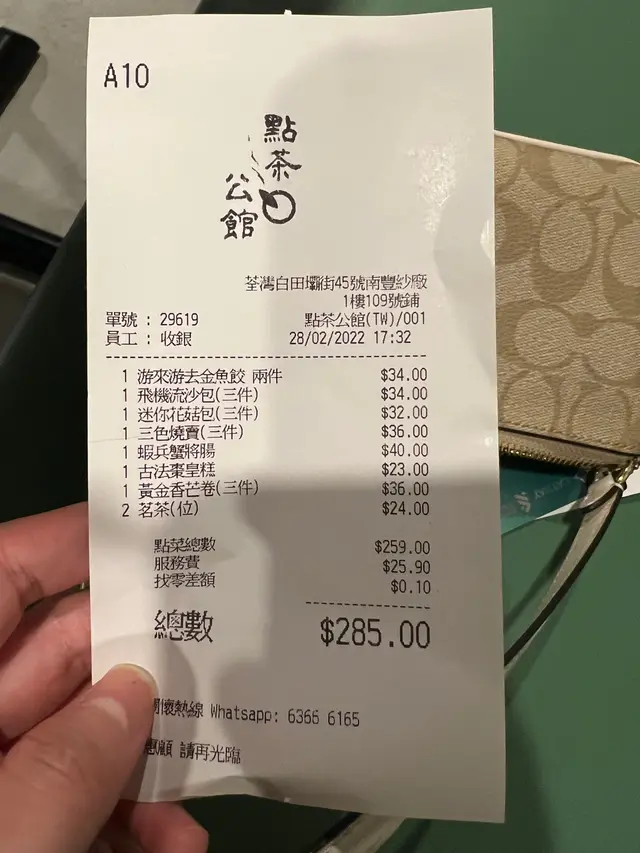 A10
點茶
公館
荃灣白田壩街45號南豐紗廠
1樓109號鋪
單號 : 29619
點茶公館(TW)/001
員工 : 收銀
28/02/2022 17:32
1 游來游去金魚餃 兩件 $34.00
1 飛機流沙包(三件) $34.00
1 迷你花菇包(三件) $32.00
1 三色燒賣(三件) $36.00
1 蝦兵蟹將腸 $40.00
1 古法棗皇糕 $23.00
1 黃金香芒卷(三件) $36.00
2 茗茶(位) $24.00
點菜總數 $259.00
服務費 $25.90
找零差額 $0.10
總數 $285.00
懷熱線 Whatsapp: 6366 6165
惠顧 請再光臨